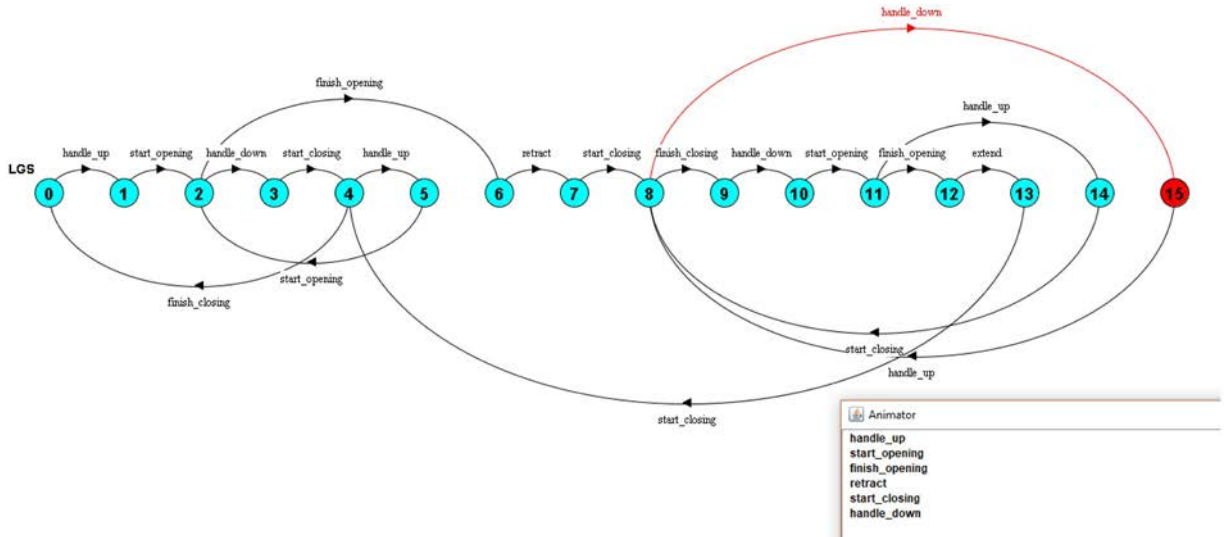 handle_down
finish_opening
handle_up
handle_up start_opening handle_down start_closing handle_up retract start_closing finish_closing handle_down start_opening finish_opening extend
LGS
0 1 2 3 4 5 6 7 8 9 10 11 12 13 14 15
start_opening
finish_closing
start_closing
handle_up
start_closing
Animator
handle_up
start_opening
finish_opening
retract
start_closing
handle_down